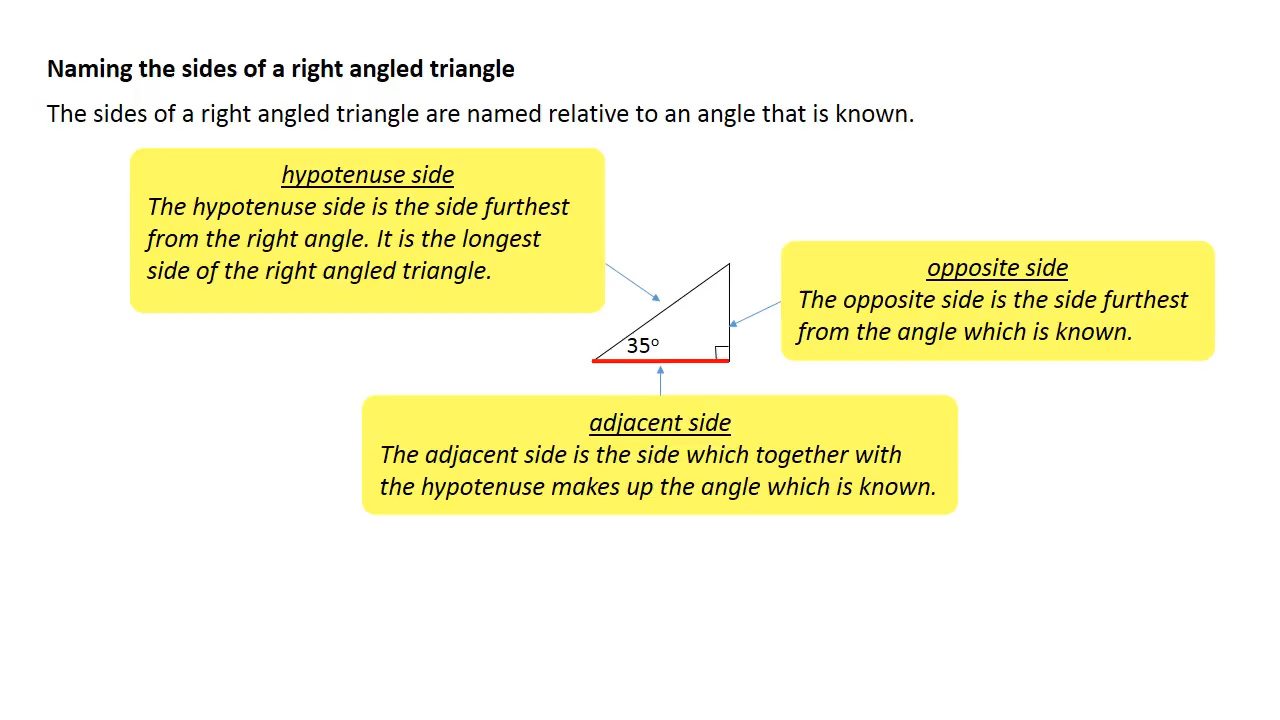 Naming the sides of a right angled triangle
The sides of a right angled triangle are named relative to an angle that is known.
hypotenuse side
The hypotenuse side is the side furthest
from the right angle. It is the longest
side of the right angled triangle.
opposite side
The opposite side is the side furthest
from the angle which is known.
35°
adjacent side
The adjacent side is the side which together with
the hypotenuse makes up the angle which is known.